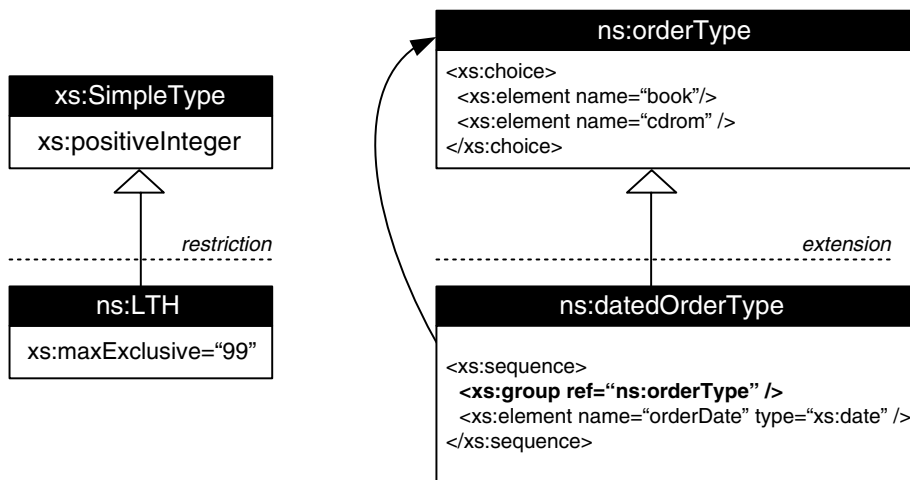 xs:SimpleType
xs:positiveInteger
restriction
ns:LTH
xs:maxExclusive=“99”
ns:orderType
<xs:choice>
<xs:element name=“book”/>
<xs:element name=“cdrom” />
</xs:choice>
extension
ns:datedOrderType
<xs:sequence>
<xs:group ref=“ns:orderType” />
<xs:element name=“orderDate” type=“xs:date” />
</xs:sequence>